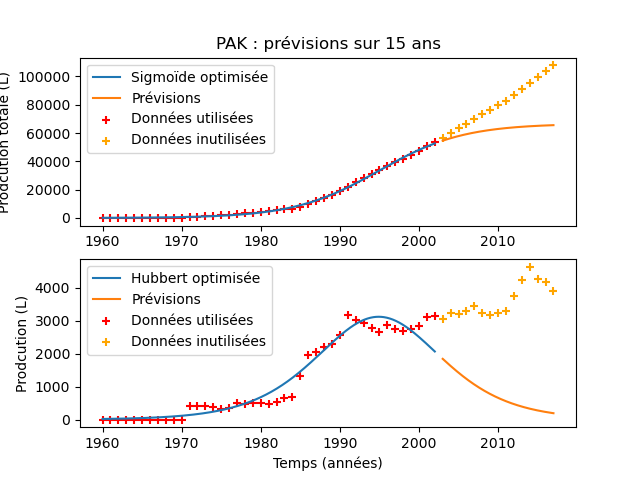 PAK : prévisions sur 15 ans
Prodcution totale (L)
100000
80000
60000
40000
20000
0
Sigmoïde optimisée
Prévisions
Données utilisées
Données inutilisées
1960 1970 1980 1990 2000 2010
Prodcution (L)
4000
3000
2000
1000
0
Hubbert optimisée
Prévisions
Données utilisées
Données inutilisées
1960 1970 1980 1990 2000 2010
Temps (années)